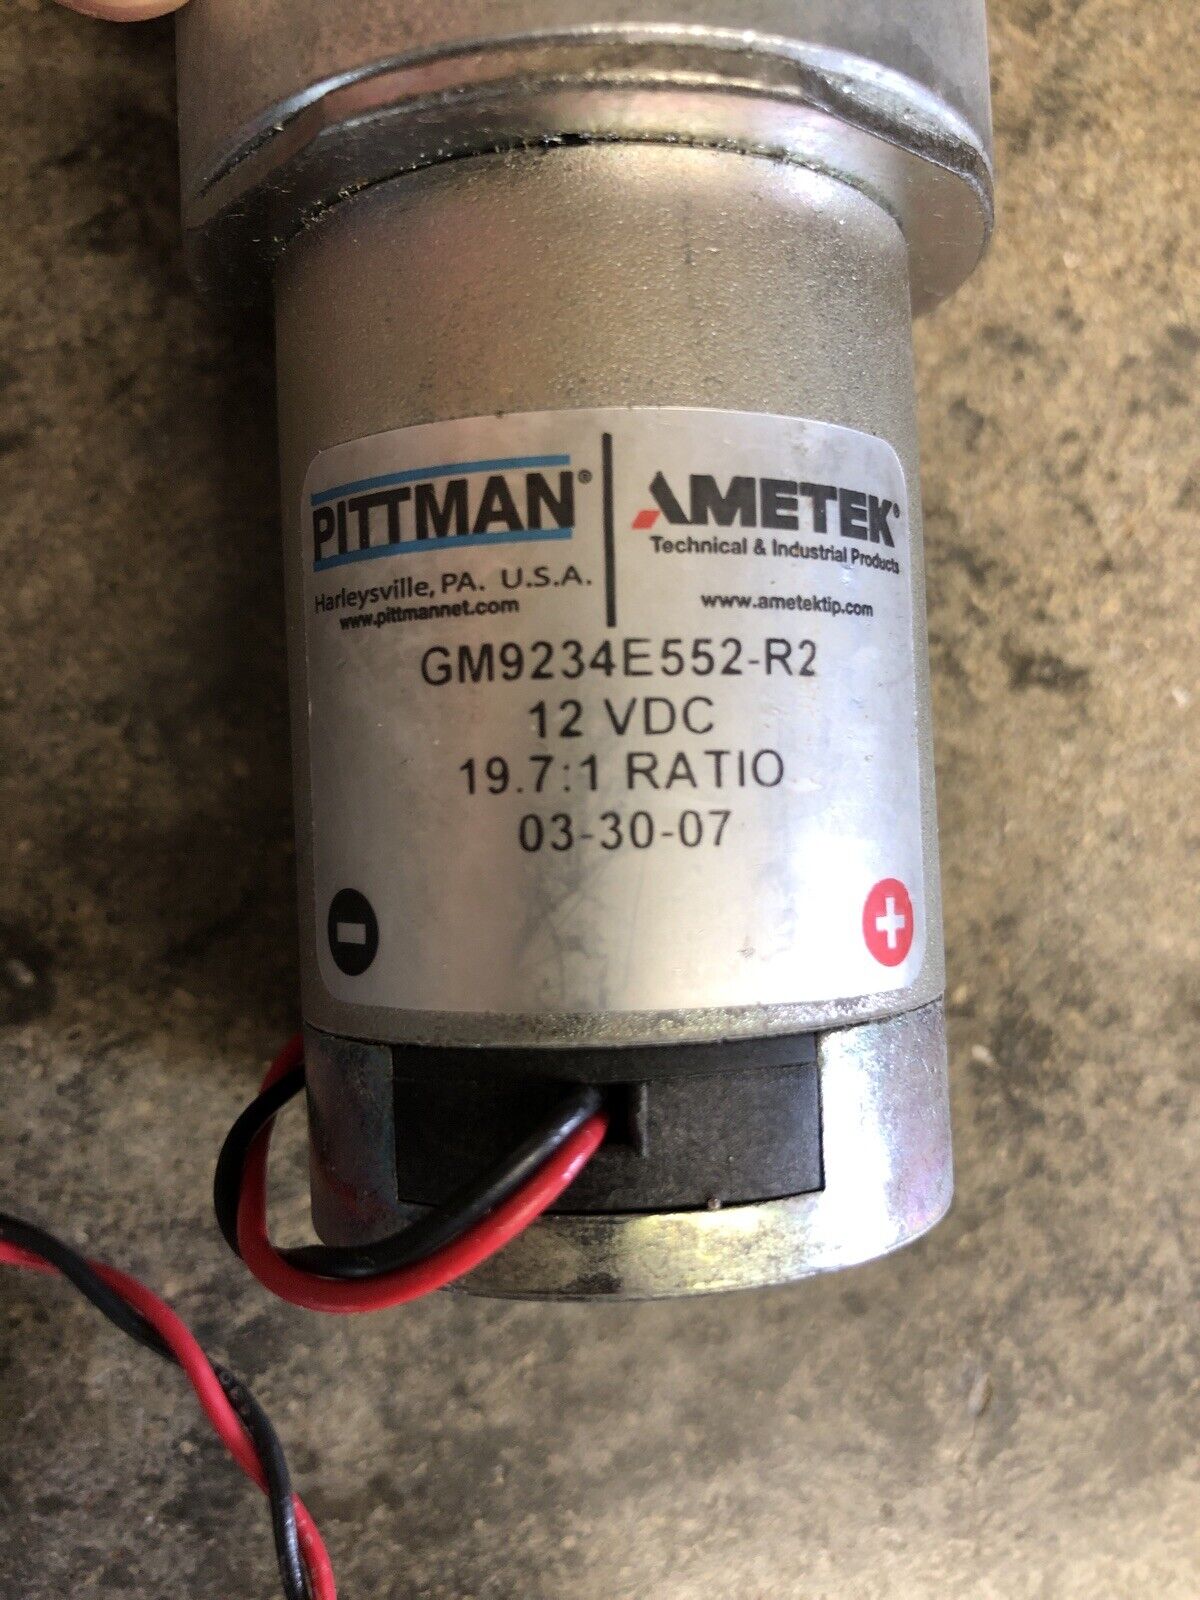 PITTMAN®
Harleysville, PA. U.S.A.
www.pittmannet.com
AMETEK®
Technical & Industrial Products
www.ametektip.com
GM9234E552-R2
12 VDC
19.7:1 RATIO
03-30-07
- +